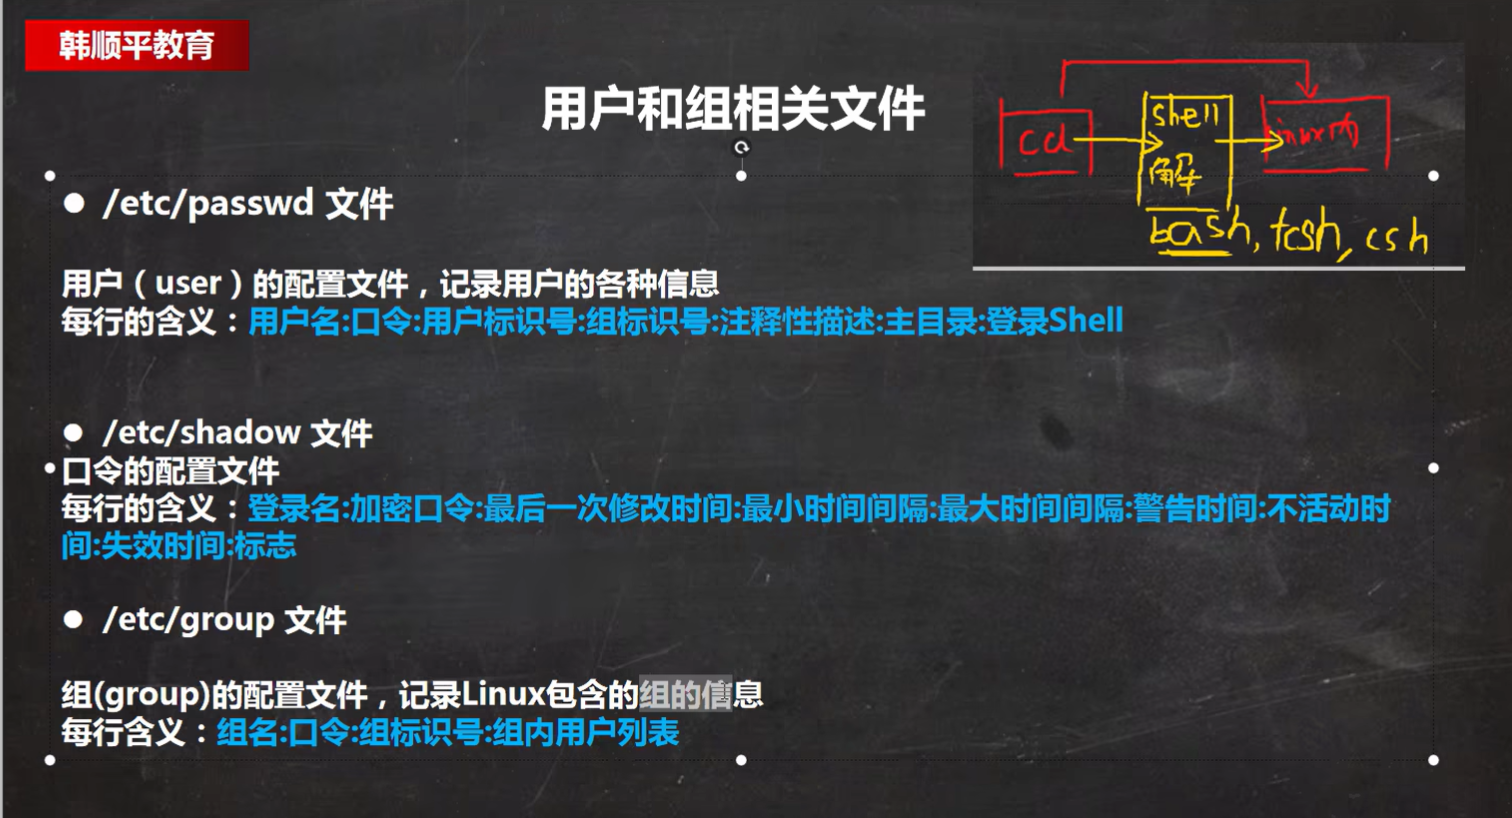 韩顺平教育
用户和组相关文件
cd
shell
解
linux内
bash, tcsh, csh
● /etc/passwd 文件
用户（user）的配置文件，记录用户的各种信息
每行的含义：用户名:口令:用户标识号:组标识号:注释性描述:主目录:登录Shell
● /etc/shadow 文件
口令的配置文件
每行的含义：登录名:加密口令:最后一次修改时间:最小时间间隔:最大时间间隔:警告时间:不活动时
间:失效时间:标志
● /etc/group 文件
组(group)的配置文件，记录Linux包含的组的信息
每行含义：组名:口令:组标识号:组内用户列表